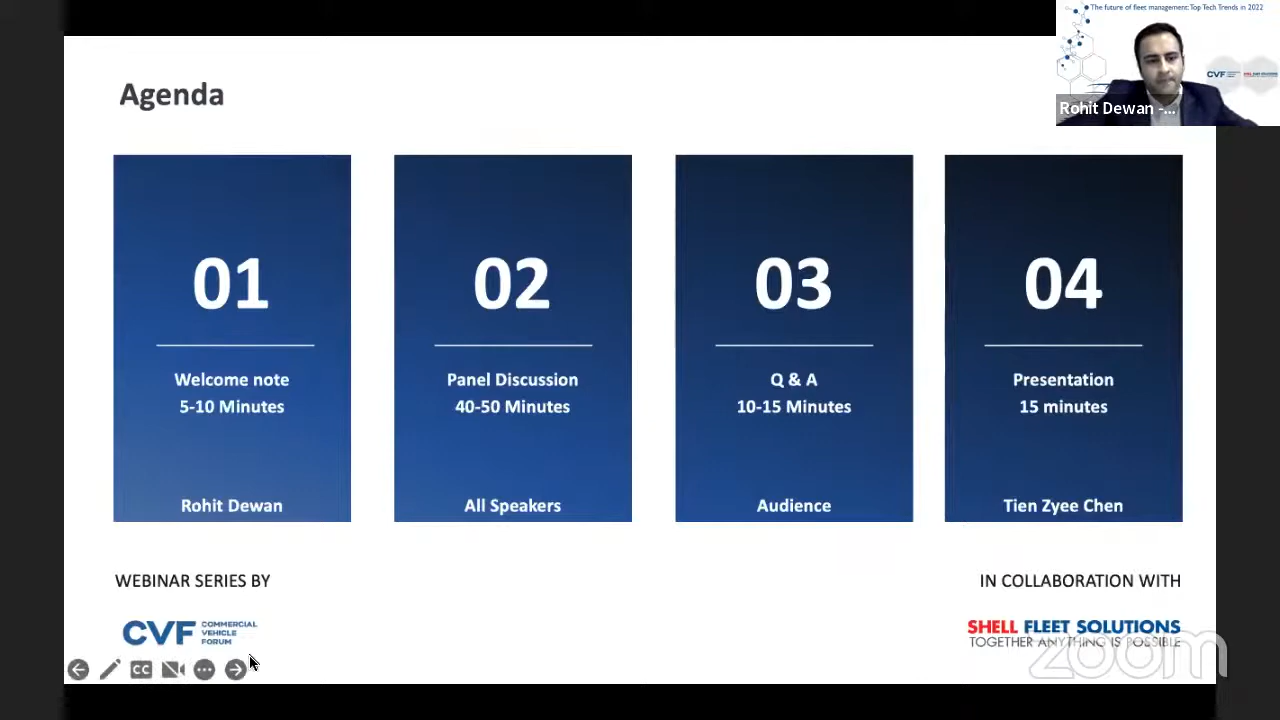 The future of fleet management: Top Tech Trends in 2022
CVF
Rohit Dewan -...
Agenda
01
Welcome note
5-10 Minutes
Rohit Dewan
02
Panel Discussion
40-50 Minutes
All Speakers
03
Q & A
10-15 Minutes
Audience
04
Presentation
15 minutes
Tien Zyee Chen
WEBINAR SERIES BY
CVF COMMERCIAL
VEHICLE
FORUM
IN COLLABORATION WITH
SHELL FLEET SOLUTIONS
TOGETHER ANYTHING IS POSSIBLE
zoom
CC